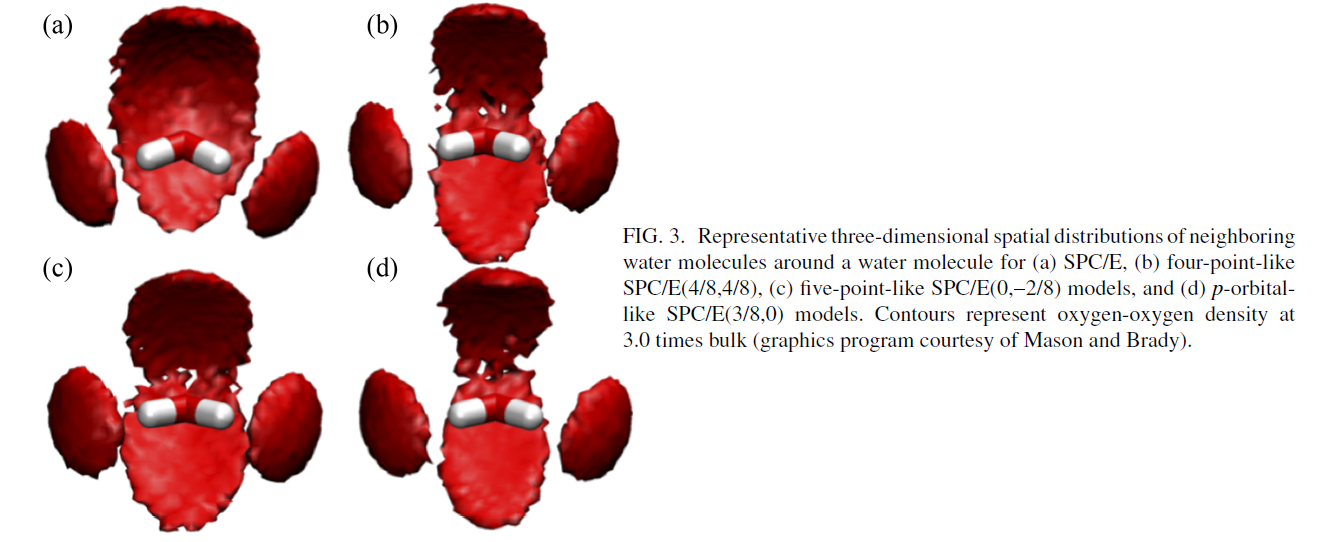 (a)
(b)
(c)
(d)
FIG. 3. Representative three-dimensional spatial distributions of neighboring
water molecules around a water molecule for (a) SPC/E, (b) four-point-like
SPC/E(4/8,4/8), (c) five-point-like SPC/E(0,−2/8) models, and (d) p-orbital-
like SPC/E(3/8,0) models. Contours represent oxygen-oxygen density at
3.0 times bulk (graphics program courtesy of Mason and Brady).